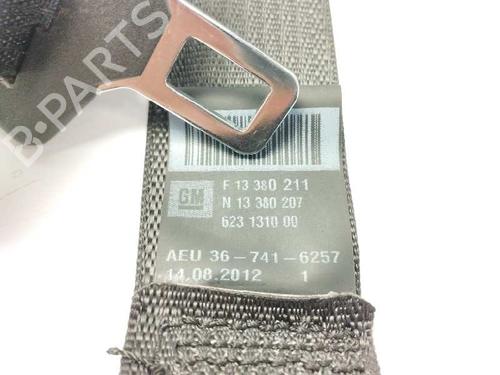 B-PARTS
GM
F 13 380 211
N 13 380 207
623 1310 00
AEU 36-741-6257
14.08.2012 1